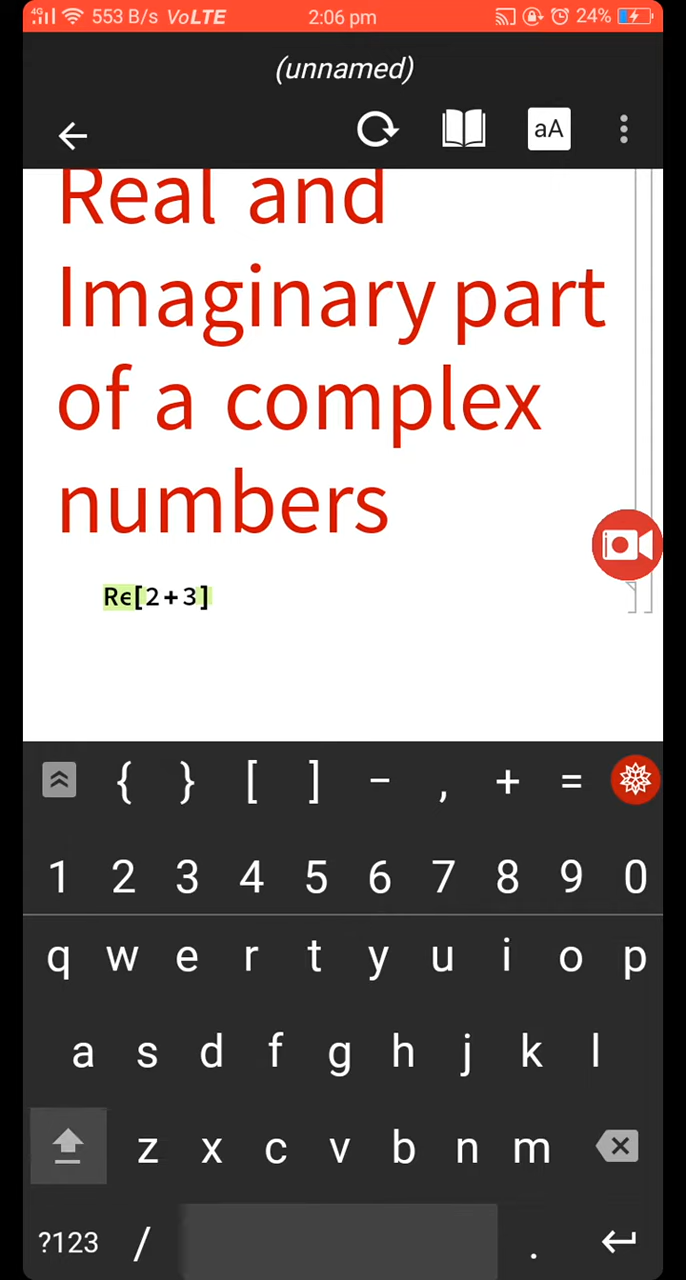 4G 553 B/s VoLTE 2:06 pm 24%
(unnamed)
aA
Real and
Imaginary part
of a complex
numbers
Re[2+3]
{ } [ ] - , + =
1 2 3 4 5 6 7 8 9 0
q w e r t y u i o p
a s d f g h j k l
z x c v b n m
?123 / .